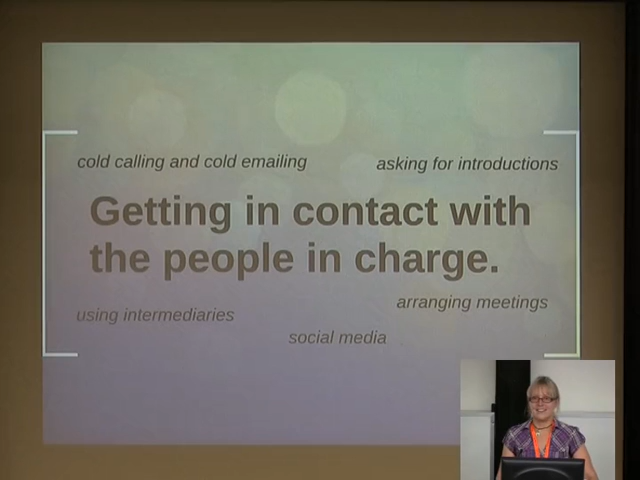 cold calling and cold emailing
asking for introductions
Getting in contact with
the people in charge.
arranging meetings
using intermediaries
social media